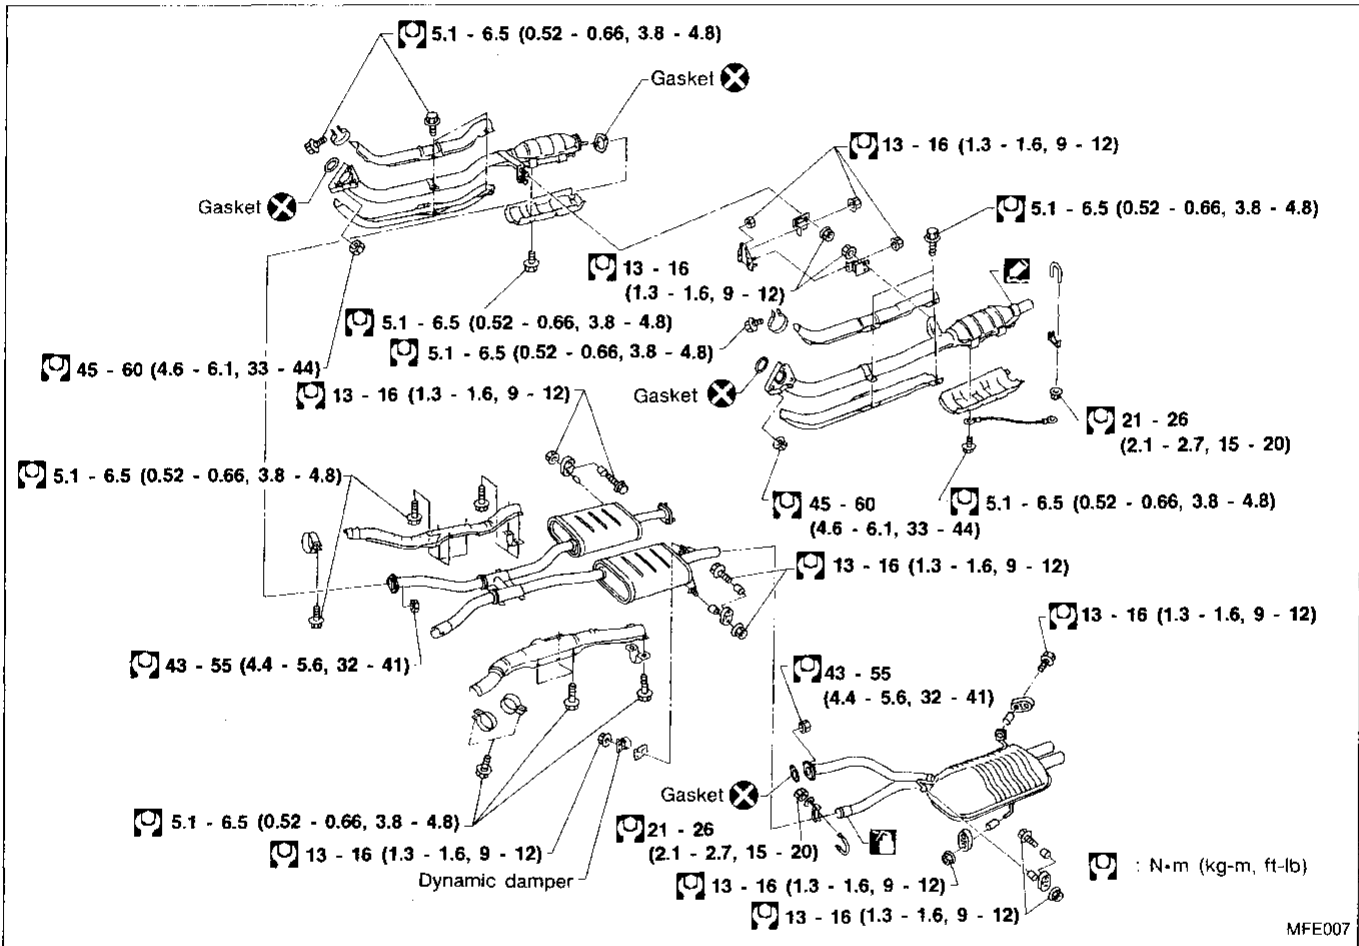 5.1 - 6.5 (0.52 - 0.66, 3.8 - 4.8)
Gasket
13 - 16 (1.3 - 1.6, 9 - 12)
Gasket
5.1 - 6.5 (0.52 - 0.66, 3.8 - 4.8)
13 - 16
(1.3 - 1.6, 9 - 12)
5.1 - 6.5 (0.52 - 0.66, 3.8 - 4.8)
5.1 - 6.5 (0.52 - 0.66, 3.8 - 4.8)
45 - 60 (4.6 - 6.1, 33 - 44)
13 - 16 (1.3 - 1.6, 9 - 12)
Gasket
21 - 26
(2.1 - 2.7, 15 - 20)
5.1 - 6.5 (0.52 - 0.66, 3.8 - 4.8)
45 - 60
(4.6 - 6.1, 33 - 44)
5.1 - 6.5 (0.52 - 0.66, 3.8 - 4.8)
13 - 16 (1.3 - 1.6, 9 - 12)
13 - 16 (1.3 - 1.6, 9 - 12)
43 - 55 (4.4 - 5.6, 32 - 41)
43 - 55
(4.4 - 5.6, 32 - 41)
Gasket
5.1 - 6.5 (0.52 - 0.66, 3.8 - 4.8)
21 - 26
(2.1 - 2.7, 15 - 20)
13 - 16 (1.3 - 1.6, 9 - 12)
Dynamic damper
13 - 16 (1.3 - 1.6, 9 - 12)
13 - 16 (1.3 - 1.6, 9 - 12)
: N•m (kg-m, ft-lb)
MFE007